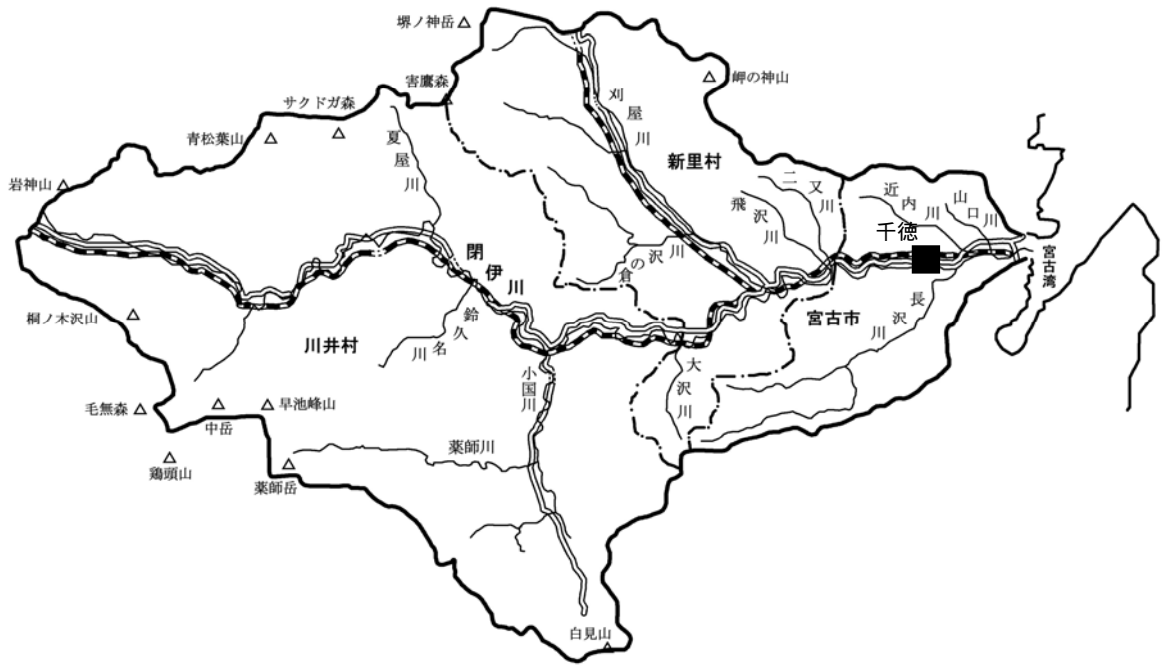 堺ノ神岳
害鷹森
サクドガ森
青松葉山
岩神山
岬の神山
刈屋川
夏屋川
新里村
二又川
飛沢川
近内川
山口川
千徳
宮古湾
閉伊川
倉の沢川
長沢川
宮古市
桐ノ木沢山
川井村
鈴久名川
小国川
大沢川
毛無森
中岳
早池峰山
鶏頭山
薬師岳
薬師川
白見山